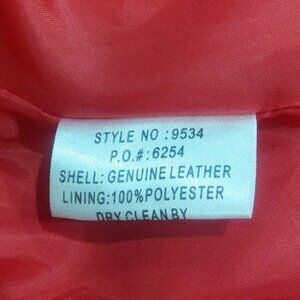 STYLE NO :9534
P.O.#:6254
SHELL: GENUINE LEATHER
LINING:100%POLYESTER
DRY CLEAN BY